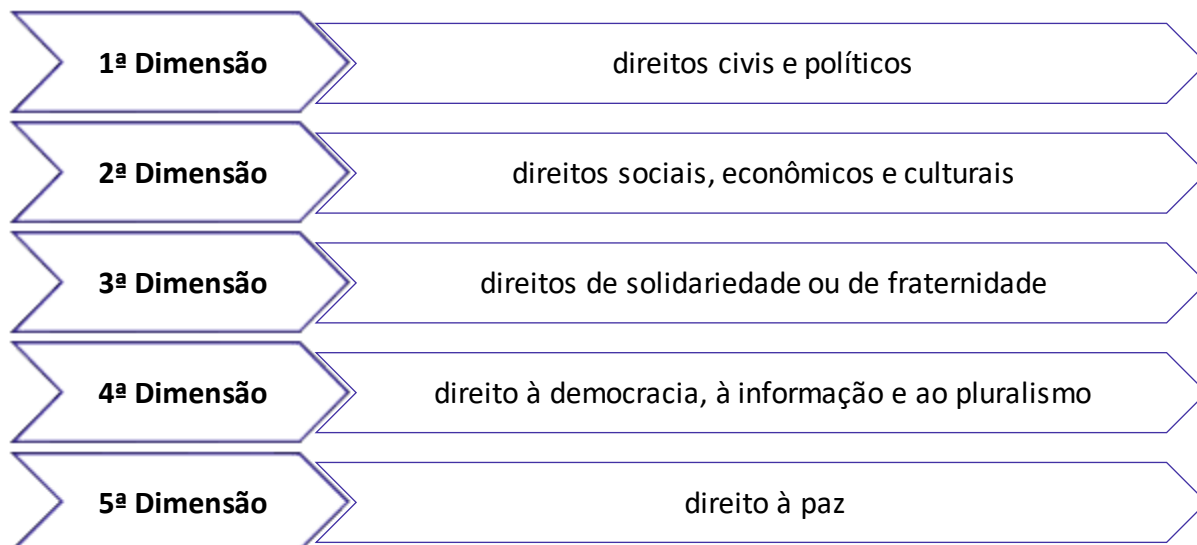 1ª Dimensão
direitos civis e políticos
2ª Dimensão
direitos sociais, econômicos e culturais
3ª Dimensão
direitos de solidariedade ou de fraternidade
4ª Dimensão
direito à democracia, à informação e ao pluralismo
5ª Dimensão
direito à paz